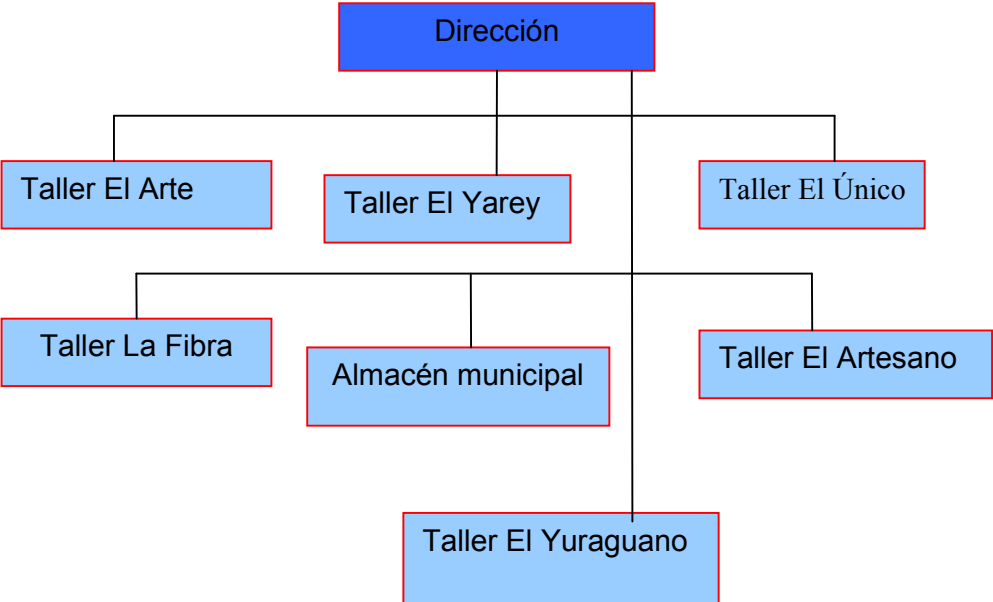 Dirección
Taller El Arte
Taller El Yarey
Taller El Único
Taller La Fibra
Almacén municipal
Taller El Artesano
Taller El Yuraguano